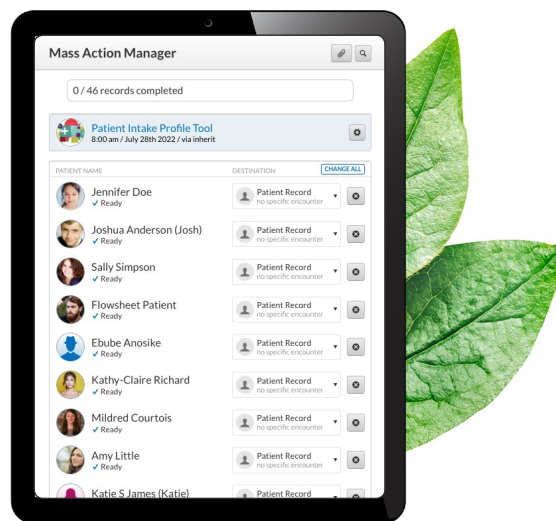 Mass Action Manager
0 / 46 records completed
Patient Intake Profile Tool
8:00 am / July 28th 2022 / via inherit
PATIENT NAME DESTINATION CHANGE ALL
Jennifer Doe Patient Record
✓ Ready no specific encounter
Joshua Anderson (Josh) Patient Record
✓ Ready no specific encounter
Sally Simpson Patient Record
✓ Ready no specific encounter
Flowsheet Patient Patient Record
✓ Ready no specific encounter
Ebube Anosike Patient Record
✓ Ready no specific encounter
Kathy-Claire Richard Patient Record
✓ Ready no specific encounter
Mildred Courtois Patient Record
✓ Ready no specific encounter
Amy Little Patient Record
✓ Ready no specific encounter
Katie S James (Katie) Patient Record